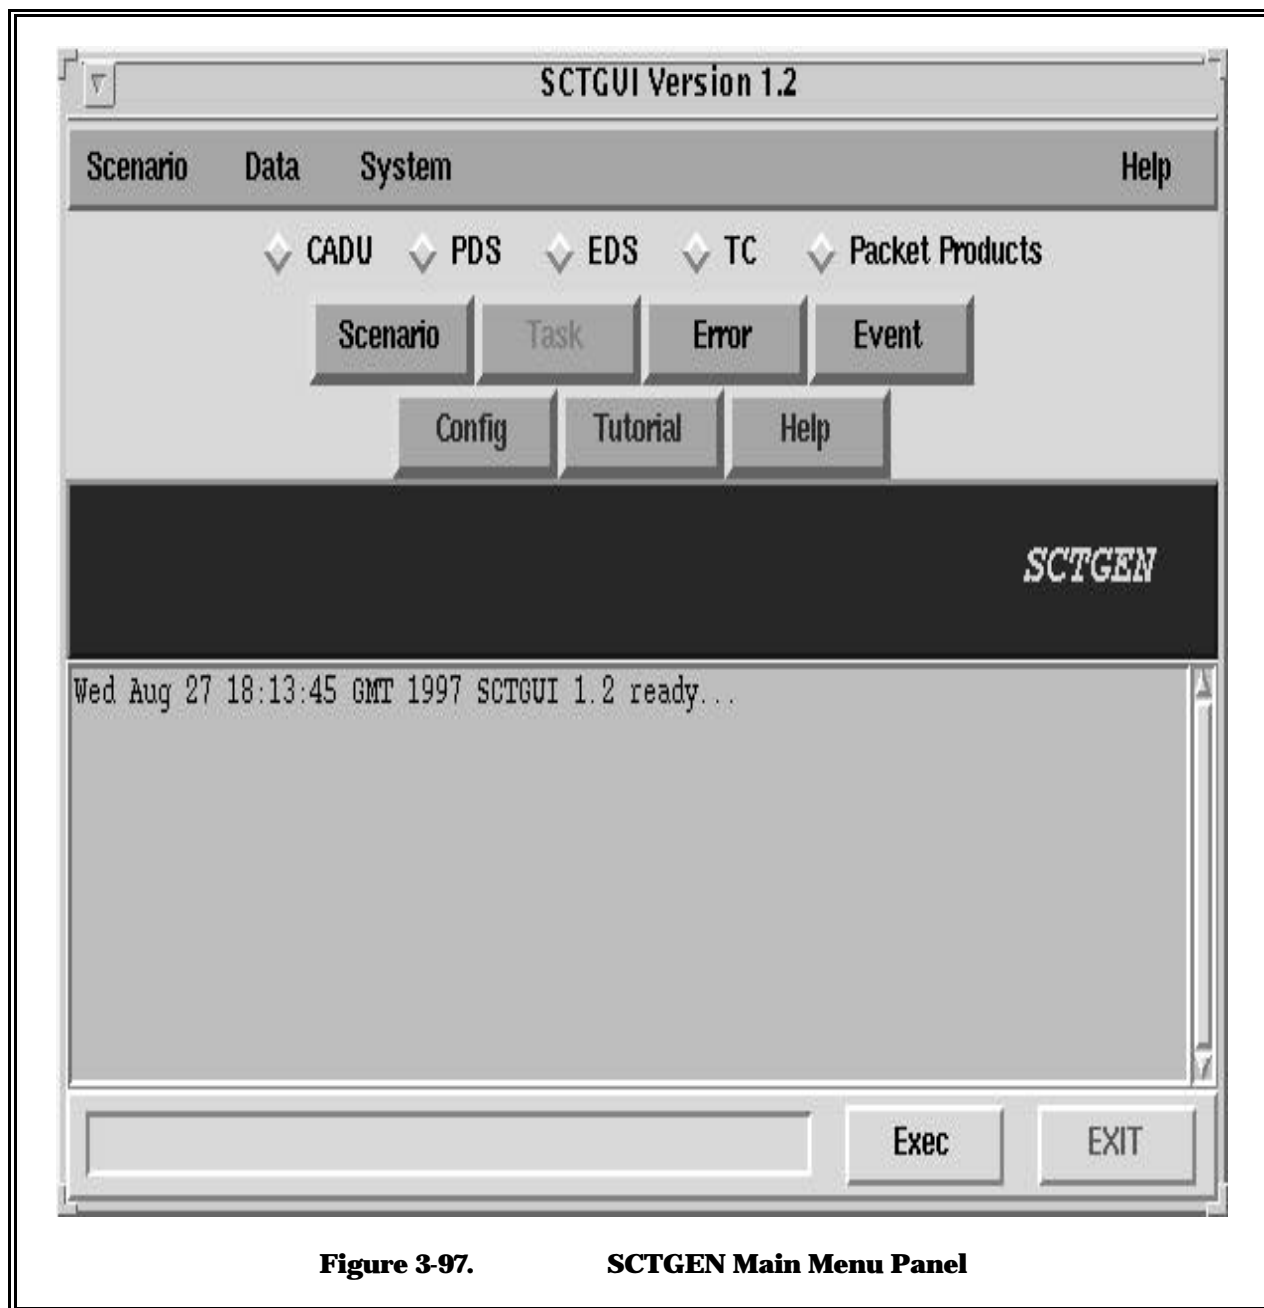 SCTGUI Version 1.2
Scenario Data System Help
CADU PDS EDS TC Packet Products
Scenario Task Error Event
Config Tutorial Help
SCTGEN
Wed Aug 27 18:13:45 GMT 1997 SCTGUI 1.2 ready...
Exec EXIT
Figure 3-97. SCTGEN Main Menu Panel